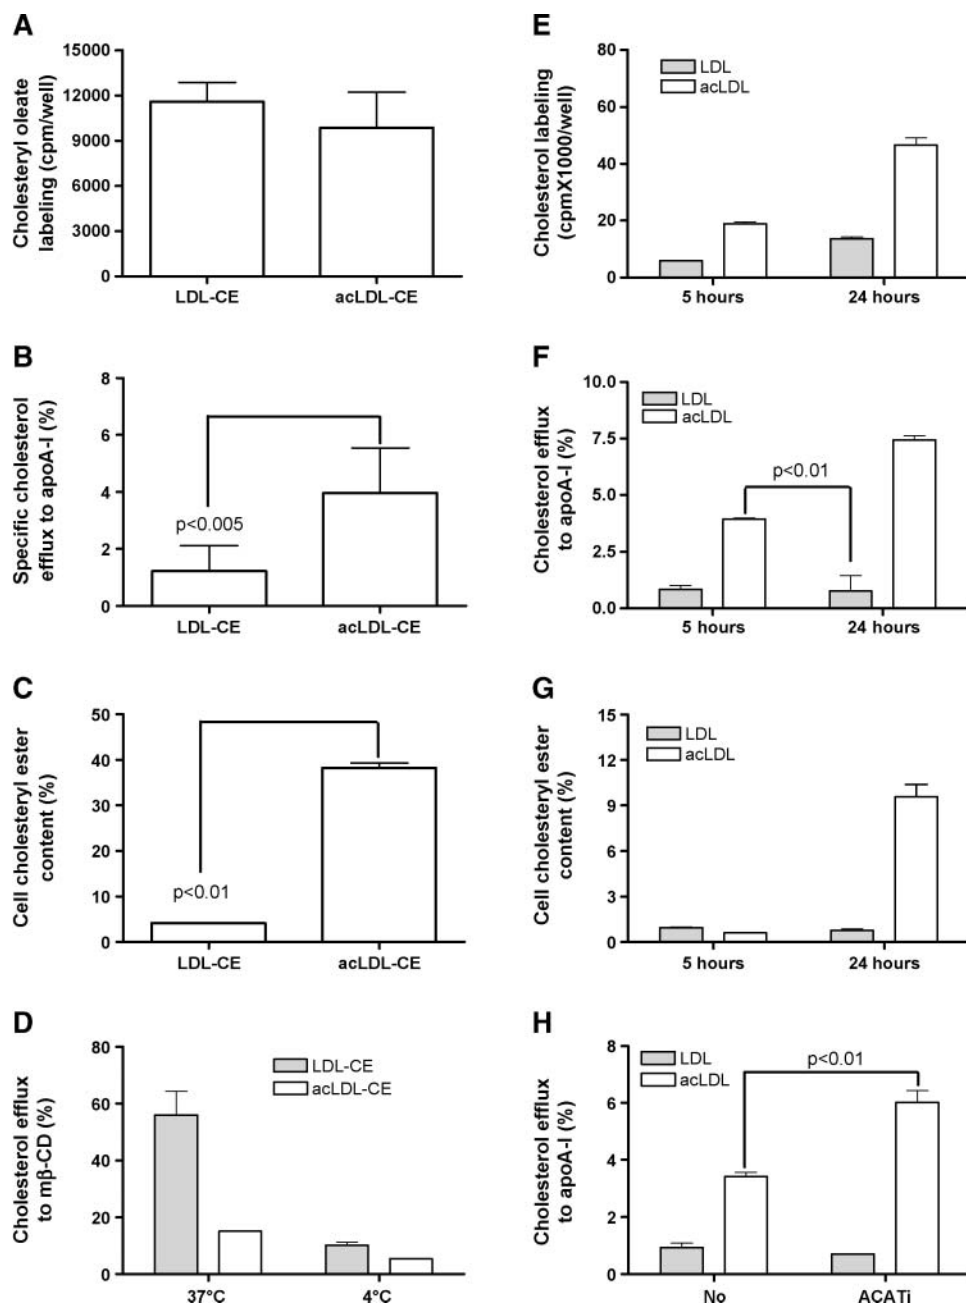 A
Cholesteryl oleate
labeling (cpm/well)
15000
12000
9000
6000
3000
0
LDL-CE acLDL-CE
B
Specific cholesterol
efflux to apoA-I (%)
8
6
4
2
0
p<0.005
LDL-CE acLDL-CE
C
Cell cholesteryl ester
content (%)
50
40
30
20
10
0
p<0.01
LDL-CE acLDL-CE
D
Cholesterol efflux
to mβ-CD (%)
80
60
40
20
0
LDL-CE
acLDL-CE
37°C 4°C
E
Cholesterol labeling
(cpmX1000/well)
80
60
40
20
0
LDL
acLDL
5 hours 24 hours
F
Cholesterol efflux
to apoA-I (%)
10.0
7.5
5.0
2.5
0.0
LDL
acLDL
p<0.01
5 hours 24 hours
G
Cell cholesteryl ester
content (%)
15
12
9
6
3
0
LDL
acLDL
5 hours 24 hours
H
Cholesterol efflux
to apoA-I (%)
8
6
4
2
0
LDL
acLDL
p<0.01
No ACATi